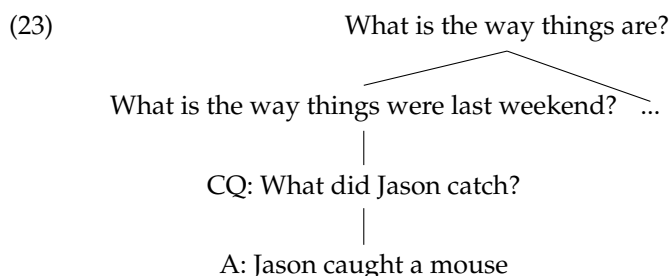 (23) What is the way things are?
What is the way things were last weekend? ...
CQ: What did Jason catch?
A: Jason caught a mouse